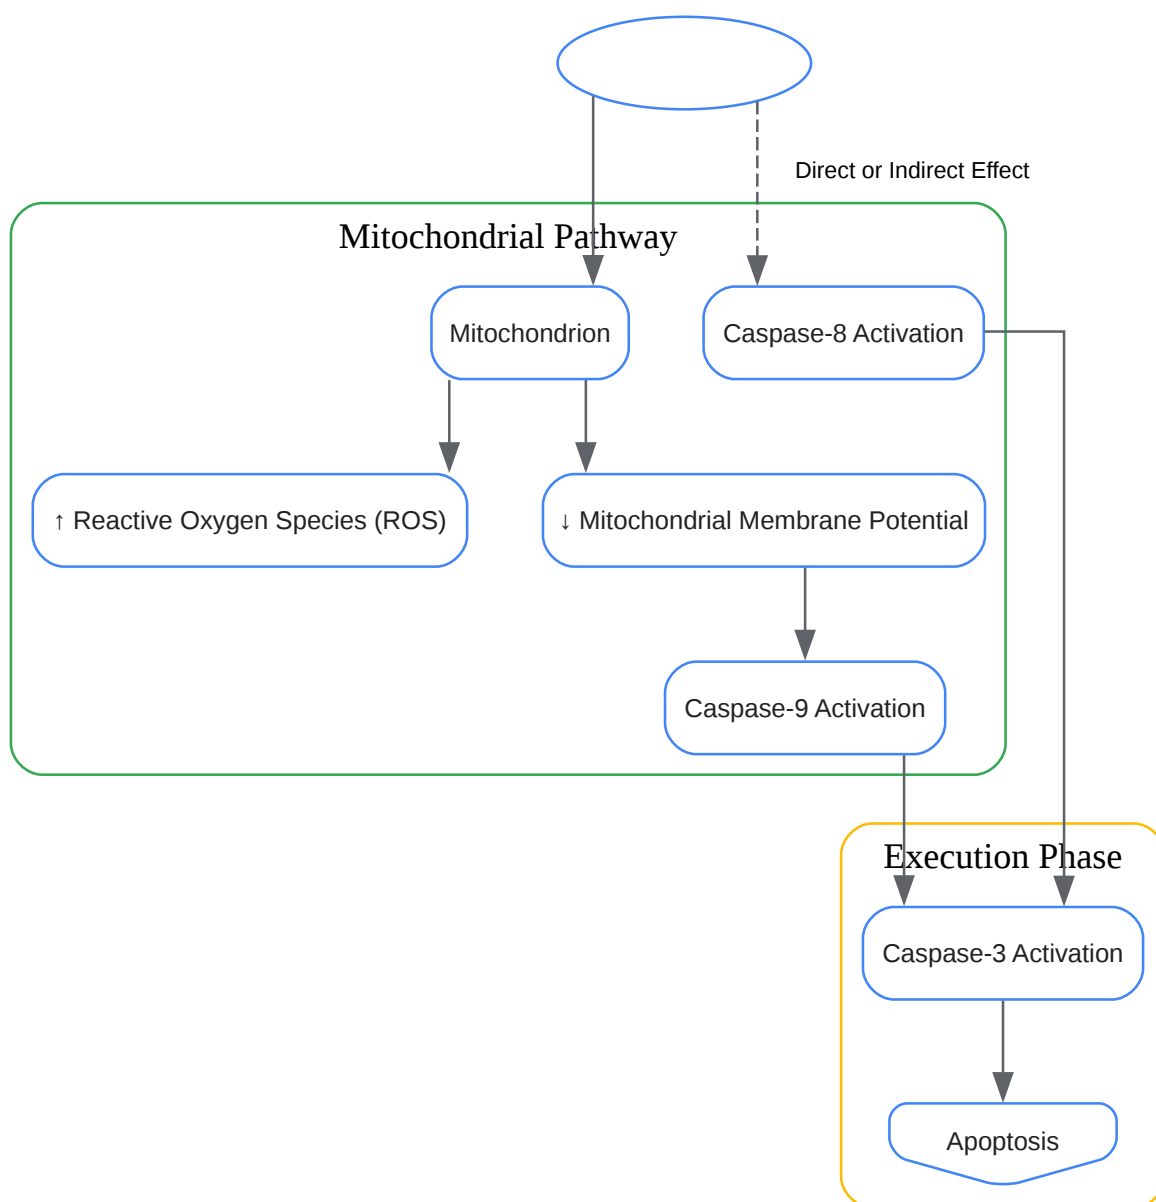 Direct or Indirect Effect
Mitochondrial Pathway
Mitochondrion
Caspase-8 Activation
↑ Reactive Oxygen Species (ROS)
↓ Mitochondrial Membrane Potential
Caspase-9 Activation
Execution Phase
Caspase-3 Activation
Apoptosis